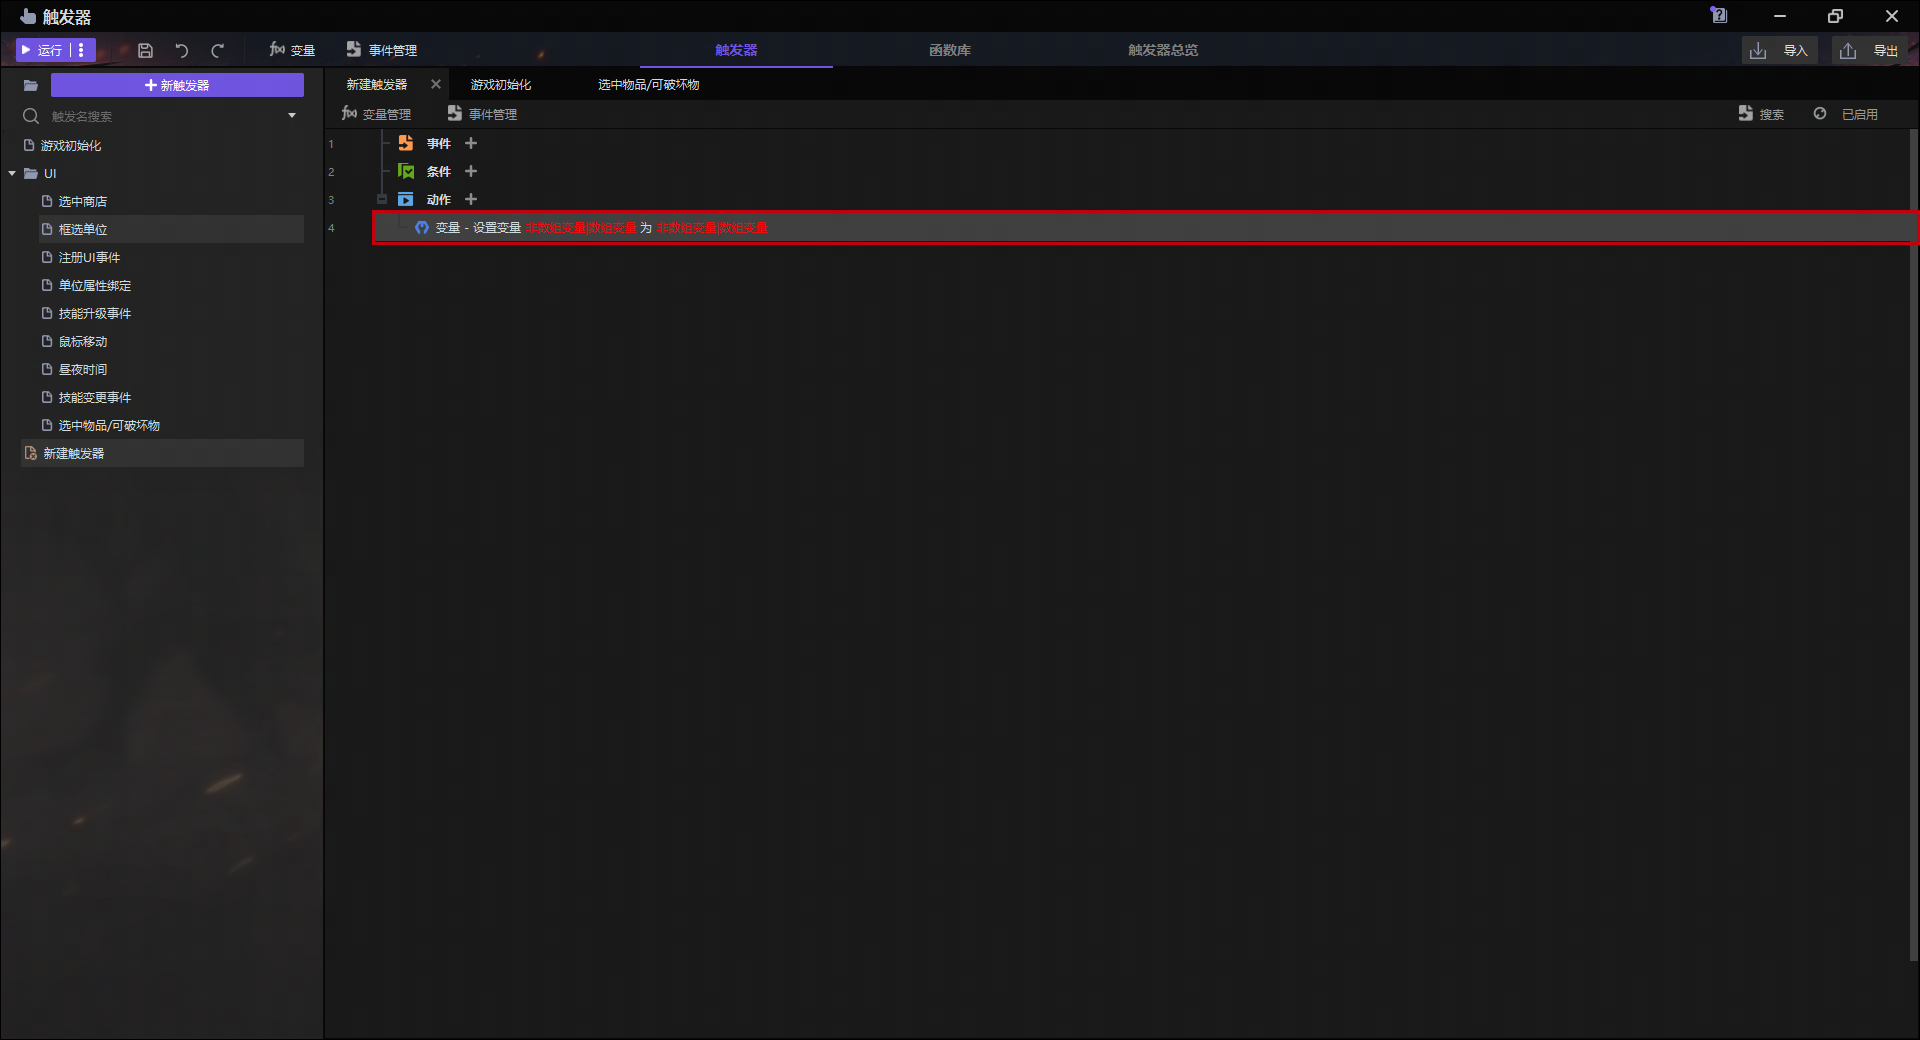 触发器
运行 变量 事件管理 触发器 函数库 触发器总览 导入 导出
新触发器
触发名搜索
游戏初始化
UI
选中商店
框选单位
注册UI事件
单位属性绑定
技能升级事件
鼠标移动
昼夜时间
技能变更事件
选中物品/可破坏物
新建触发器
新建触发器 游戏初始化 选中物品/可破坏物
变量管理 事件管理 搜索 已启用
1 事件
2 条件
3 动作
4 变量 - 设置变量 非数组变量|数组变量 为 非数组变量|数组变量